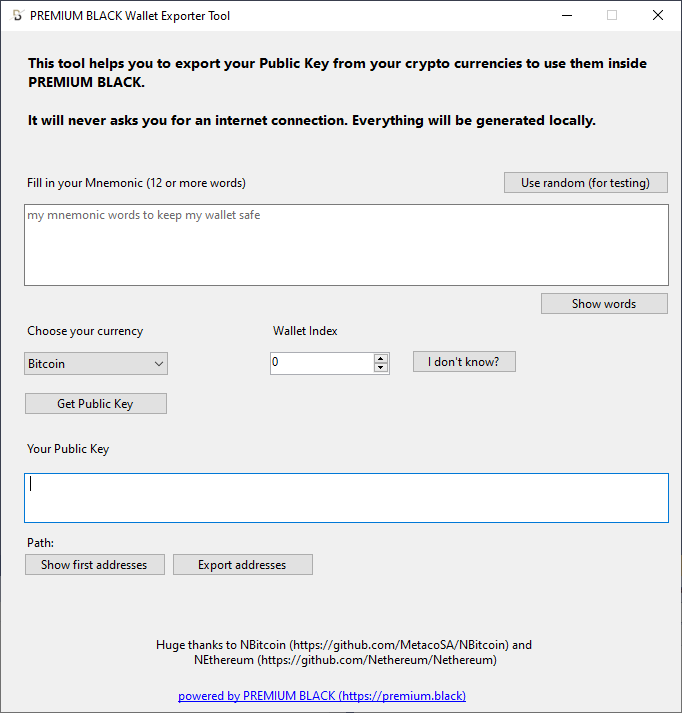 PREMIUM BLACK Wallet Exporter Tool
This tool helps you to export your Public Key from your crypto currencies to use them inside
PREMIUM BLACK.
It will never asks you for an internet connection. Everything will be generated locally.
Fill in your Mnemonic (12 or more words)
Use random (for testing)
my mnemonic words to keep my wallet safe
Show words
Choose your currency
Wallet Index
Bitcoin
0
I don't know?
Get Public Key
Your Public Key
Path:
Show first addresses
Export addresses
Huge thanks to NBitcoin (https://github.com/MetacoSA/NBitcoin) and
NEthereum (https://github.com/Nethereum/Nethereum)
powered by PREMIUM BLACK (https://premium.black)